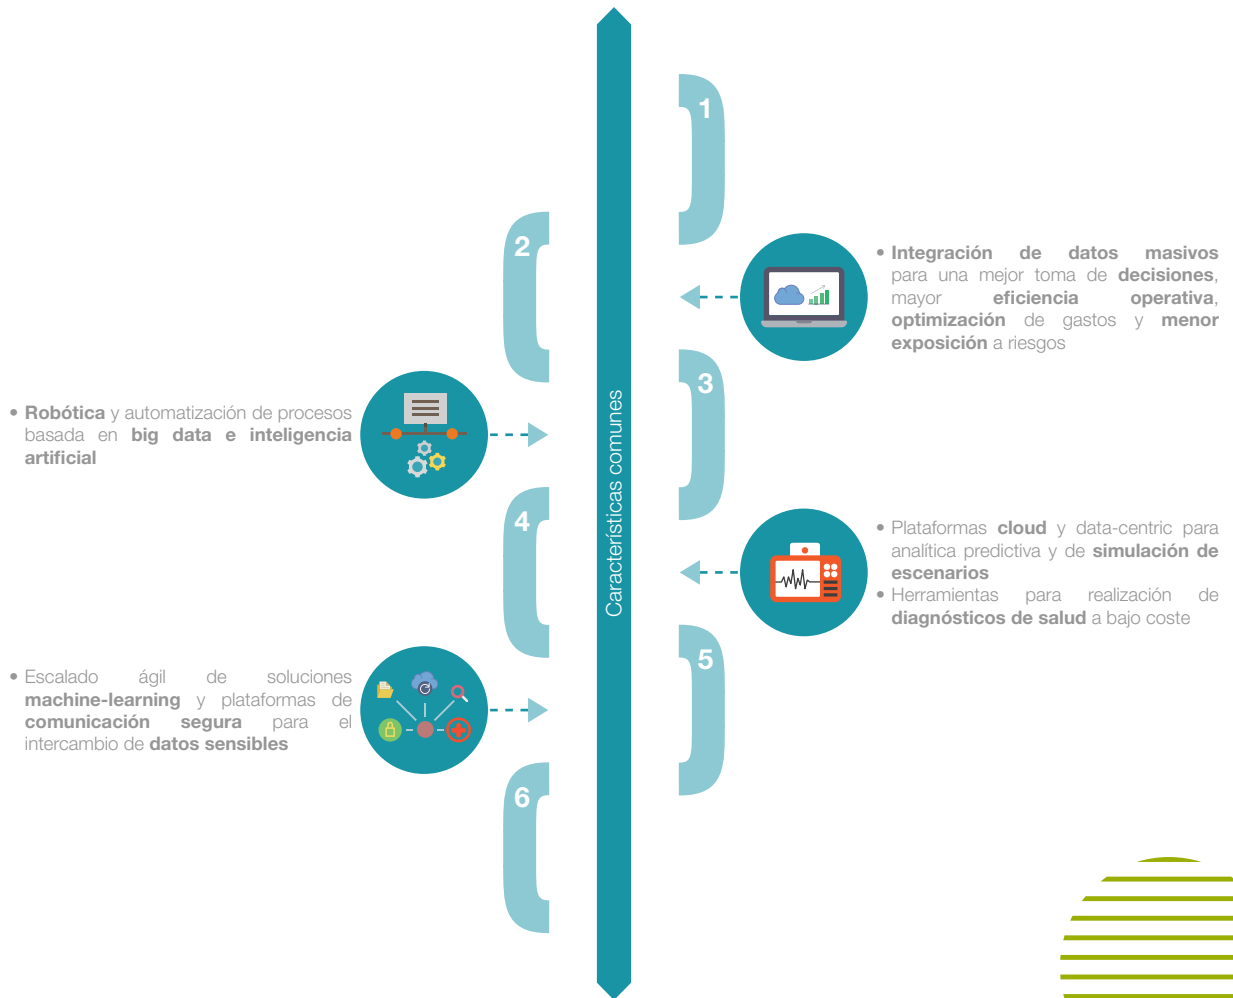 1
2
• Integración de datos masivos
para una mejor toma de decisiones,
mayor eficiencia operativa,
optimización de gastos y menor
exposición a riesgos
3
• Robótica y automatización de procesos
basada en big data e inteligencia
artificial
Características comunes
4
• Plataformas cloud y data-centric para
analítica predictiva y de simulación de
escenarios
• Herramientas para realización de
diagnósticos de salud a bajo coste
5
• Escalado ágil de soluciones
machine-learning y plataformas de
comunicación segura para el
intercambio de datos sensibles
6